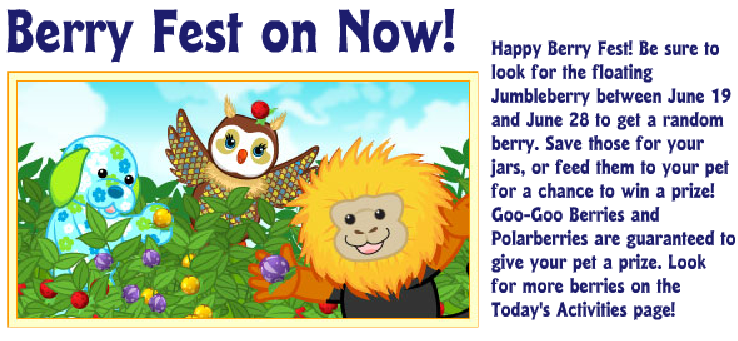 Berry Fest on Now!
Happy Berry Fest! Be sure to
look for the floating
Jumbleberry between June 19
and June 28 to get a random
berry. Save those for your
jars, or feed them to your pet
for a chance to win a prize!
Goo-Goo Berries and
Polarberries are guaranteed to
give your pet a prize. Look
for more berries on the
Today's Activities page!